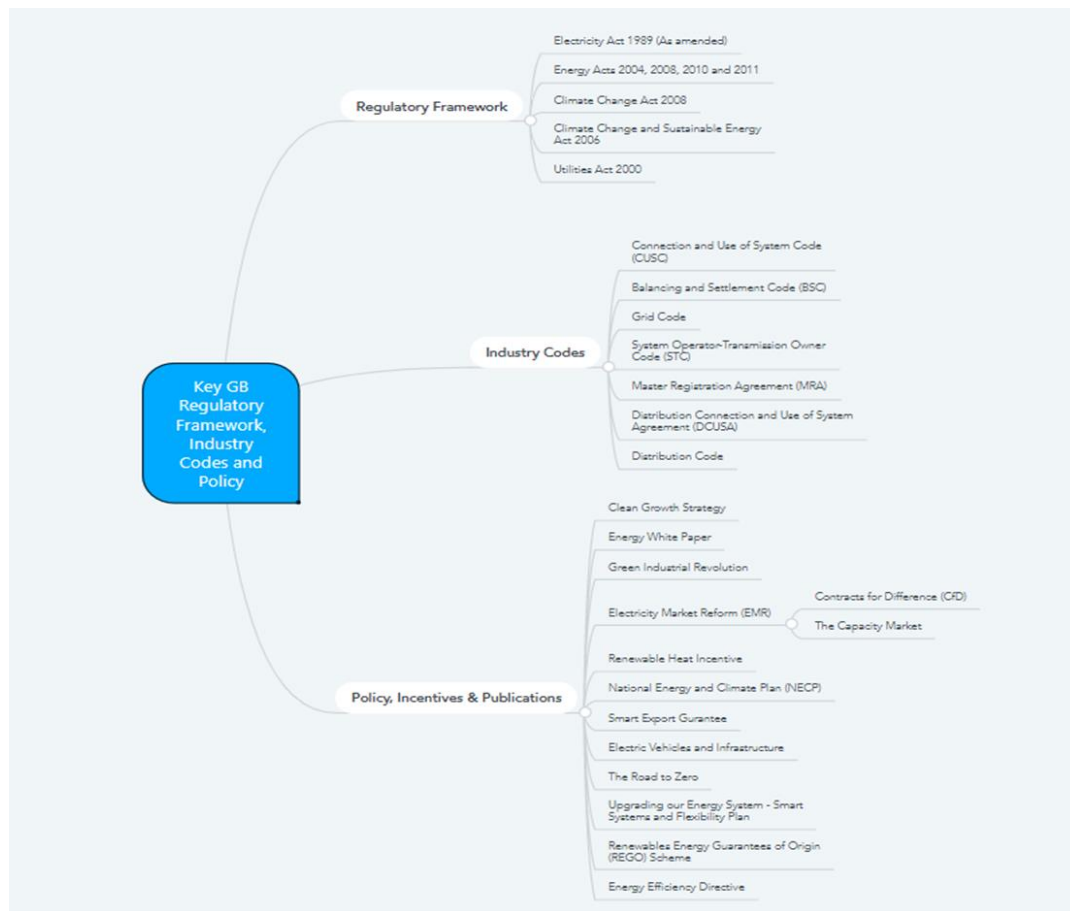 Electricity Act 1989 (As amended)
Energy Acts 2004, 2008, 2010 and 2011
Regulatory Framework
Climate Change Act 2008
Climate Change and Sustainable Energy
Act 2006
Utilities Act 2000
Connection and Use of System Code
(CUSC)
Balancing and Settlement Code (BSC)
Grid Code
Industry Codes
System Operator-Transmission Owner
Code (STC)
Master Registration Agreement (MRA)
Distribution Connection and Use of System
Agreement (DCUSA)
Distribution Code
Key GB
Regulatory
Framework,
Industry
Codes and
Policy
Clean Growth Strategy
Energy White Paper
Green Industrial Revolution
Electricity Market Reform (EMR)
Contracts for Difference (CfD)
The Capacity Market
Renewable Heat Incentive
National Energy and Climate Plan (NECP)
Policy, Incentives & Publications
Smart Export Gurantee
Electric Vehicles and Infrastructure
The Road to Zero
Upgrading our Energy System - Smart
Systems and Flexibility Plan
Renewables Energy Guarantees of Origin
(REGO) Scheme
Energy Efficiency Directive